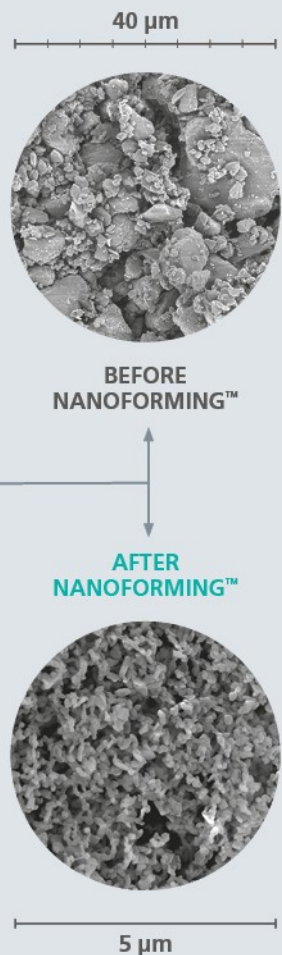 40 µm
BEFORE
NANOFORMING™
AFTER
NANOFORMING™
5 µm